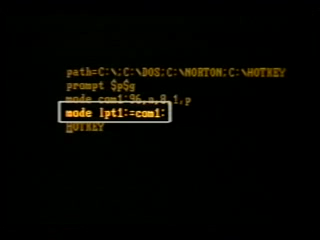 path=C:\;C:\DOS;C:\NORTON;C:\HOTKEY
prompt $p$g
mode com1:96,n,8,1,p
mode lpt1:=com1:
HOTKEY